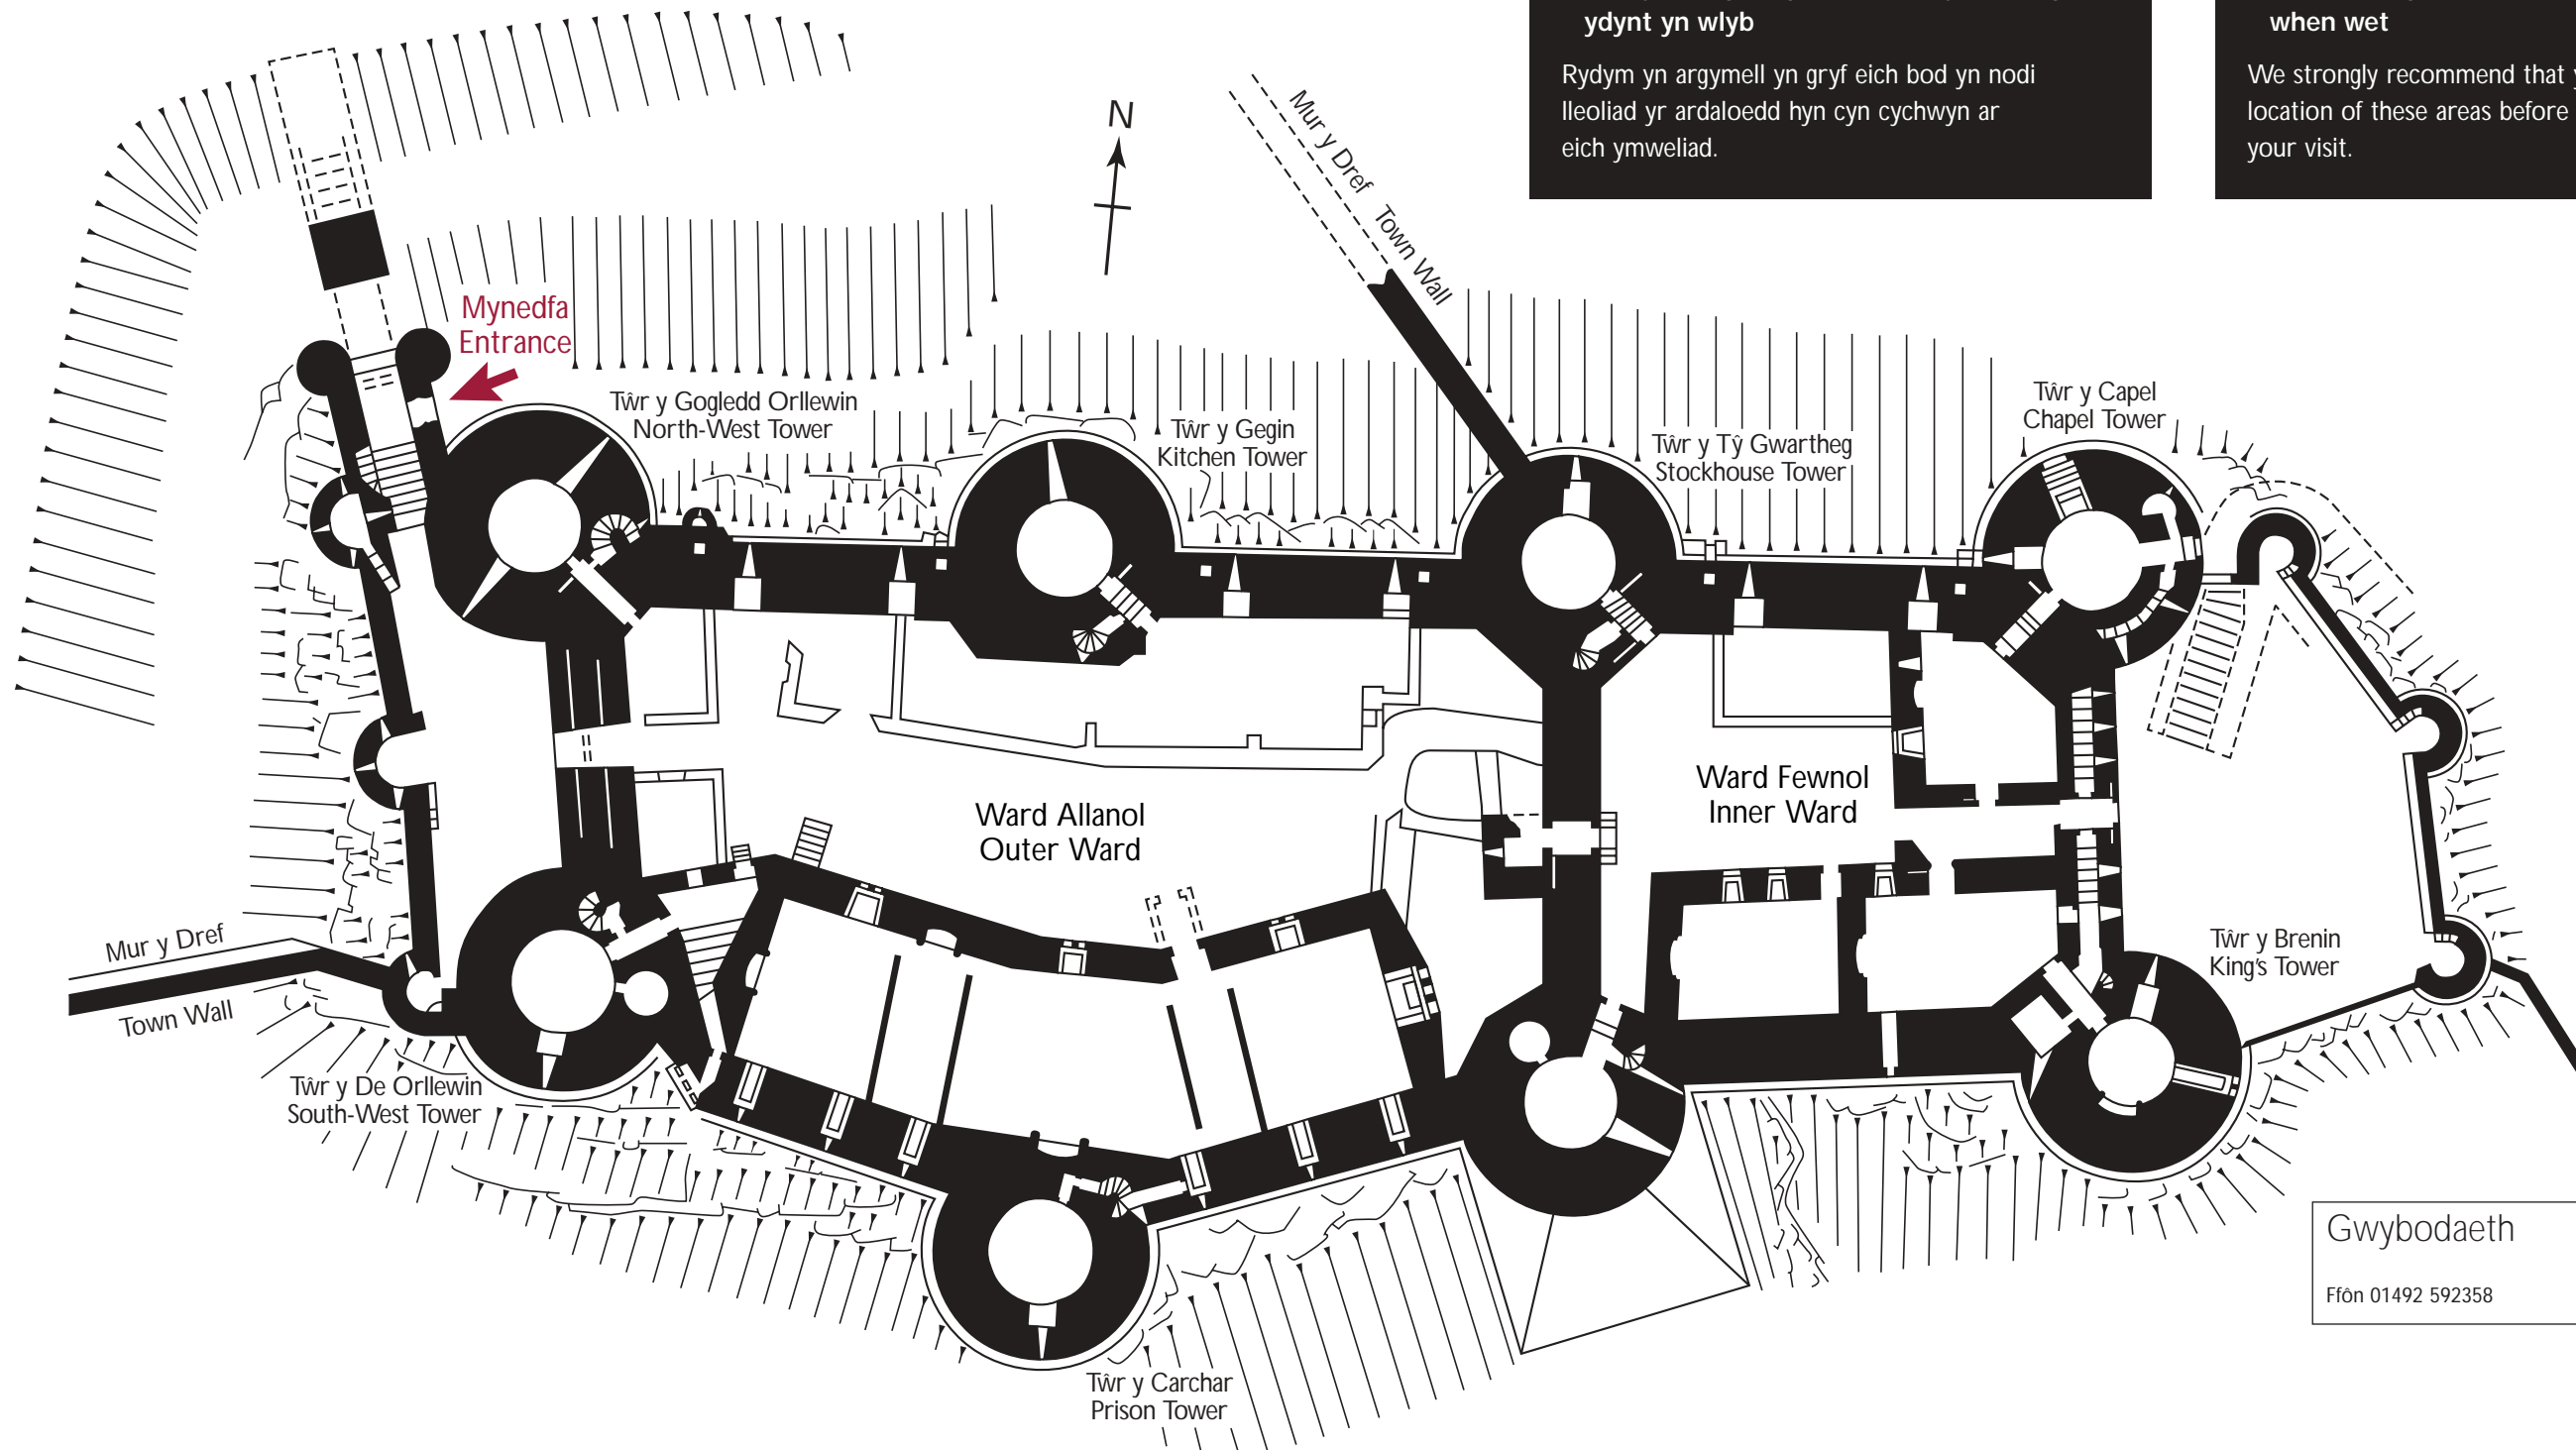 ydynt yn wlyb
Rydym yn argymell yn gryf eich bod yn nodi
lleoliad yr ardaloedd hyn cyn cychwyn ar
eich ymweliad.
when wet
We strongly recommend that
location of these areas before
your visit.
N
Mur y Dref
Town Wall
Mynedfa
Entrance
Tŵr y Gogledd Orllewin
North-West Tower
Tŵr y Gegin
Kitchen Tower
Tŵr y Tŷ Gwartheg
Stockhouse Tower
Tŵr y Capel
Chapel Tower
Ward Allanol
Outer Ward
Ward Fewnol
Inner Ward
Mur y Dref
Town Wall
Tŵr y Brenin
King's Tower
Tŵr y De Orllewin
South-West Tower
Tŵr y Carchar
Prison Tower
Gwybodaeth
Ffôn 01492 592358